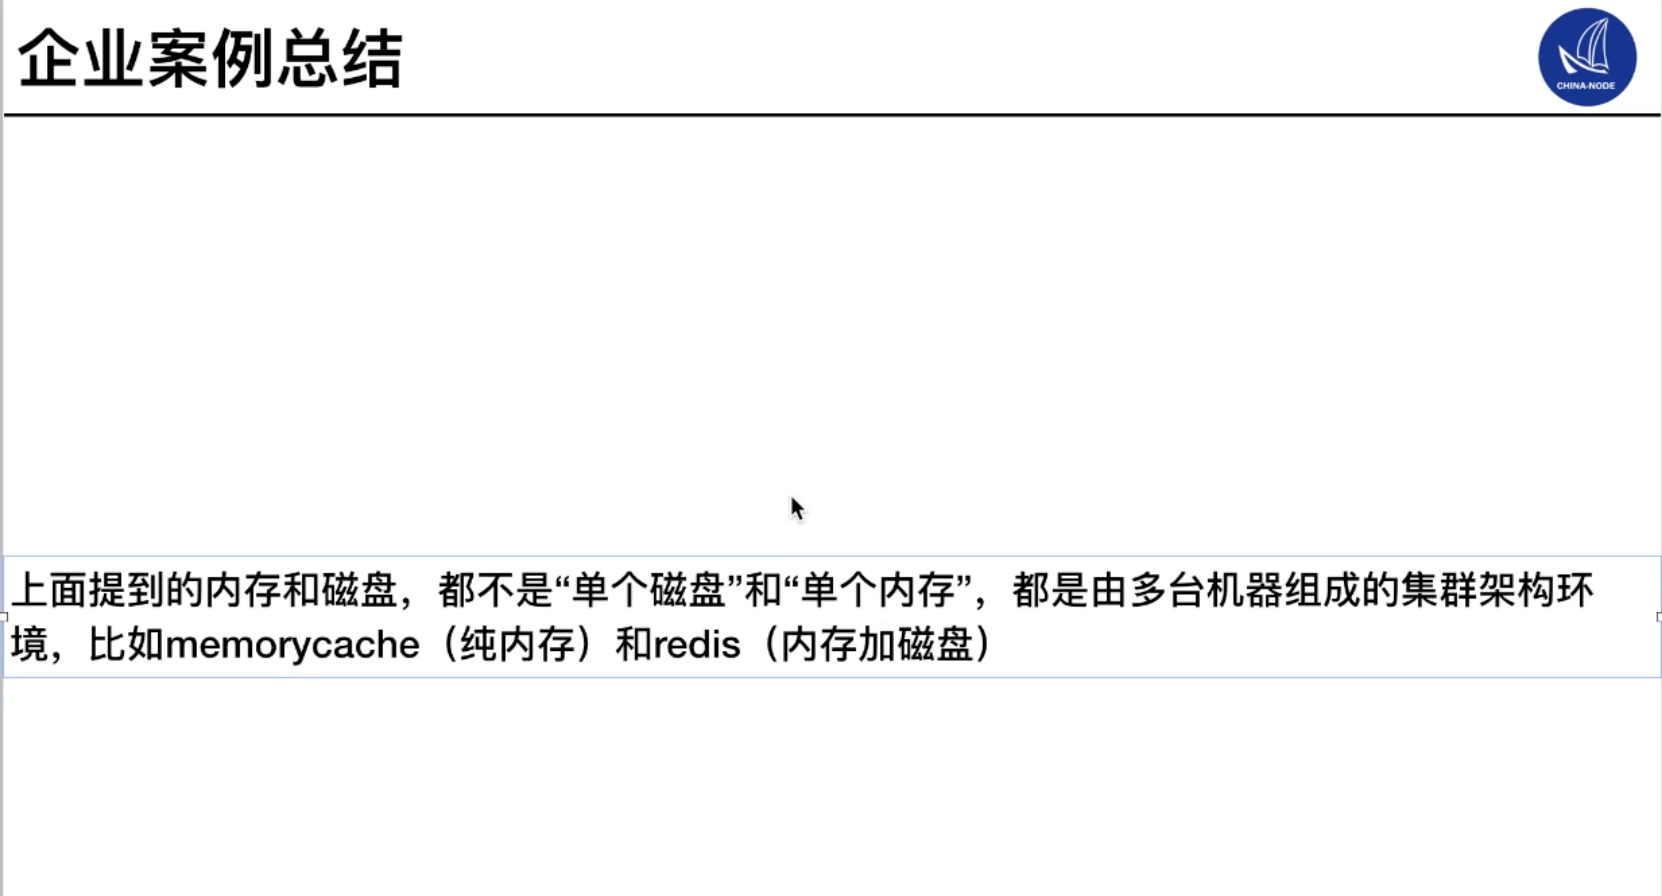 企业案例总结
CHINA-NODE
上面提到的内存和磁盘，都不是“单个磁盘”和“单个内存”，都是由多台机器组成的集群架构环
境，比如memorycache（纯内存）和redis（内存加磁盘）